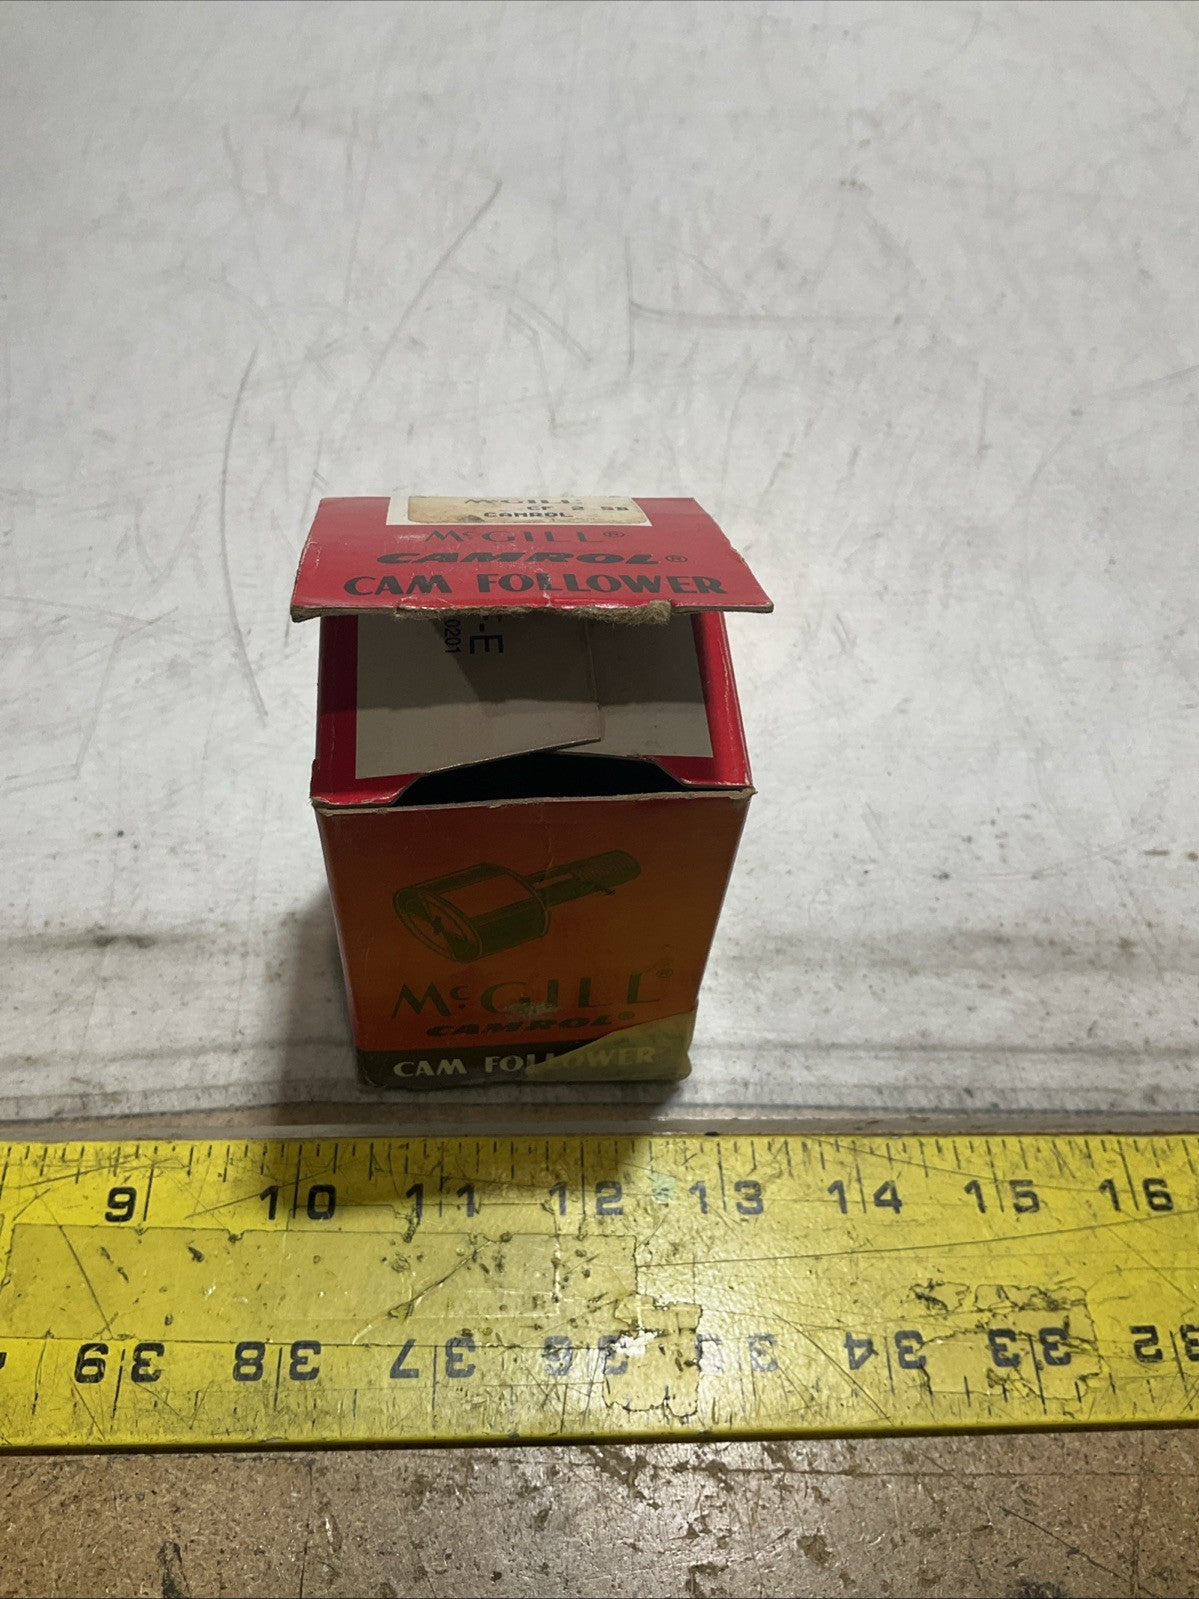 McGILL
CF 2 SB
CAMROL
McGILL®
CAMROL®
CAM FOLLOWER
0201
McGILL®
CAMROL®
CAM FOLLOWER
9 10 11 12 13 14 15 16
39 38 37 36 35 34 33 32